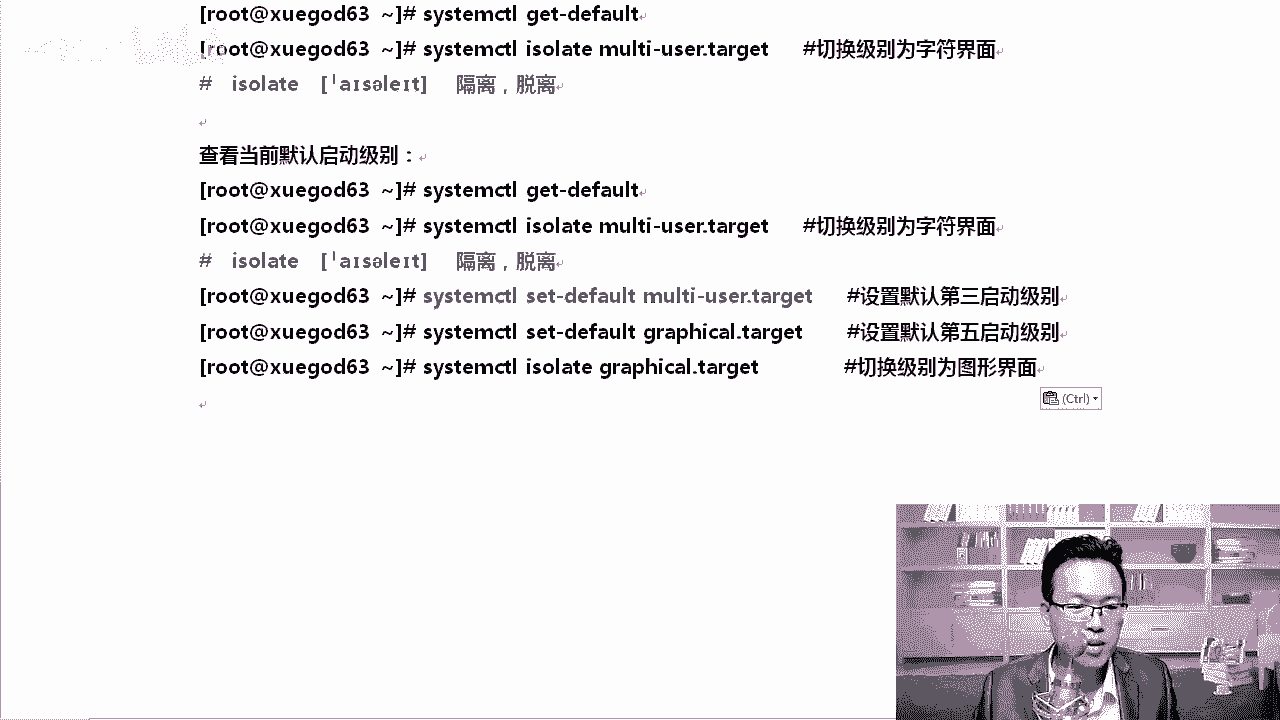 [root@xuegod63 ~]# systemctl get-default
[root@xuegod63 ~]# systemctl isolate multi-user.target #切换级别为字符界面
# isolate [ˈaɪsəleɪt] 隔离，脱离
查看当前默认启动级别：
[root@xuegod63 ~]# systemctl get-default
[root@xuegod63 ~]# systemctl isolate multi-user.target #切换级别为字符界面
# isolate [ˈaɪsəleɪt] 隔离，脱离
[root@xuegod63 ~]# systemctl set-default multi-user.target #设置默认第三启动级别
[root@xuegod63 ~]# systemctl set-default graphical.target #设置默认第五启动级别
[root@xuegod63 ~]# systemctl isolate graphical.target #切换级别为图形界面
(Ctrl)